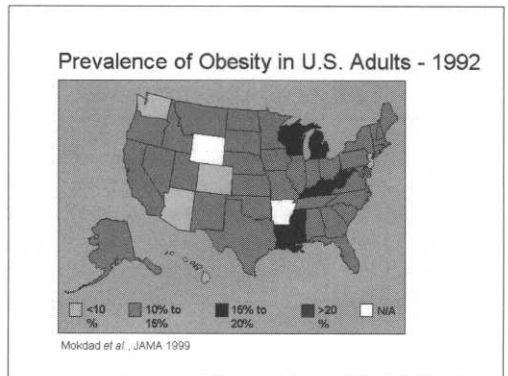 Prevalence of Obesity in U.S. Adults - 1992
<10 10% to 15% to >20 N/A
% 15% 20% %
Mokdad et al., JAMA 1999